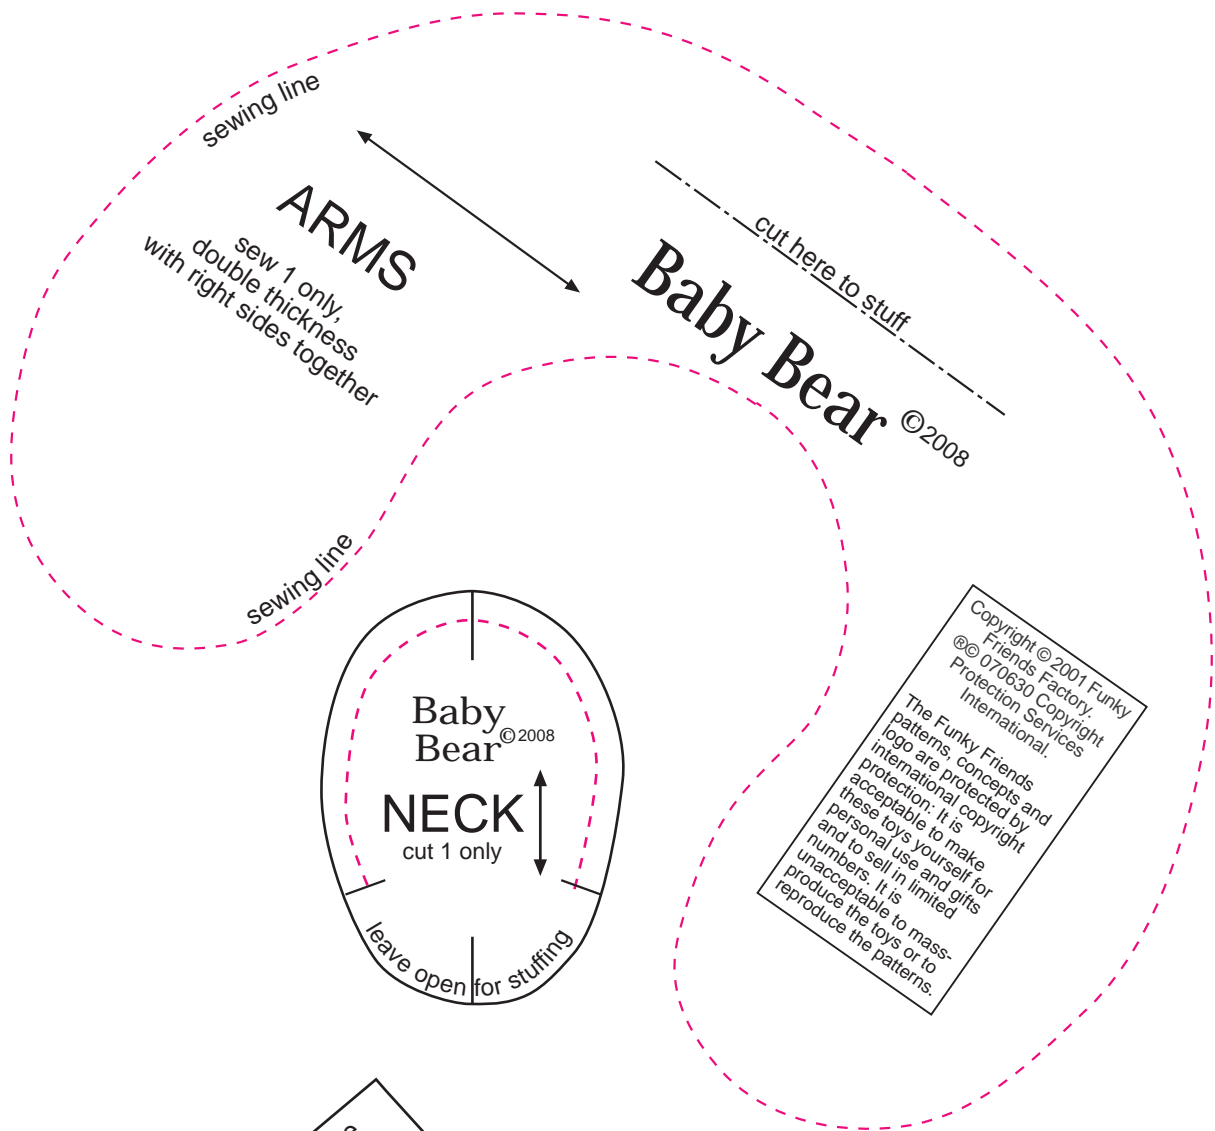 sewing line
ARMS
sew 1 only,
double thickness
with right sides together
cut here to stuff
Baby Bear ©2008
sewing line
Baby
Bear ©2008
NECK
cut 1 only
leave open for stuffing
Copyright © 2001 Funky
Friends Factory.
®© 070630 Copyright
Protection Services
International.
The Funky Friends
patterns, concepts and
logo are protected by
international copyright
protection: It is
acceptable to make
these toys yourself for
personal use and gifts
and to sell in limited
numbers. It is
unacceptable to mass-
produce the toys or to
reproduce the patterns.